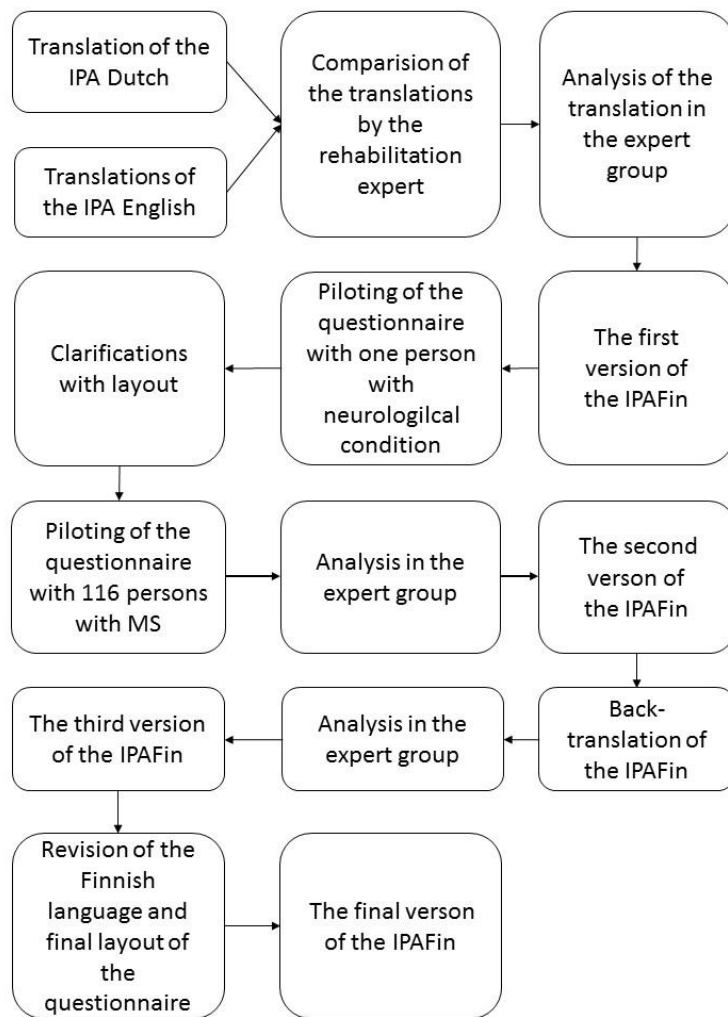 Translation of the
IPA Dutch
Translations of
the IPA English
Comparision of
the translations
by the
rehabilitation
expert
Analysis of the
translation in
the expert
group
The first
version of
the IPAFin
Piloting of the
questionnaire
with one person
with
neurologilcal
condition
Clarifications
with layout
Piloting of the
questionnaire
with 116 persons
with MS
Analysis in the
expert group
The second
verson of
the IPAFin
Back-
translation of
the IPAFin
Analysis in the
expert group
The third version
of the IPAFin
Revision of the
Finnish
language and
final layout of
the
questionnaire
The final verson
of the IPAFin